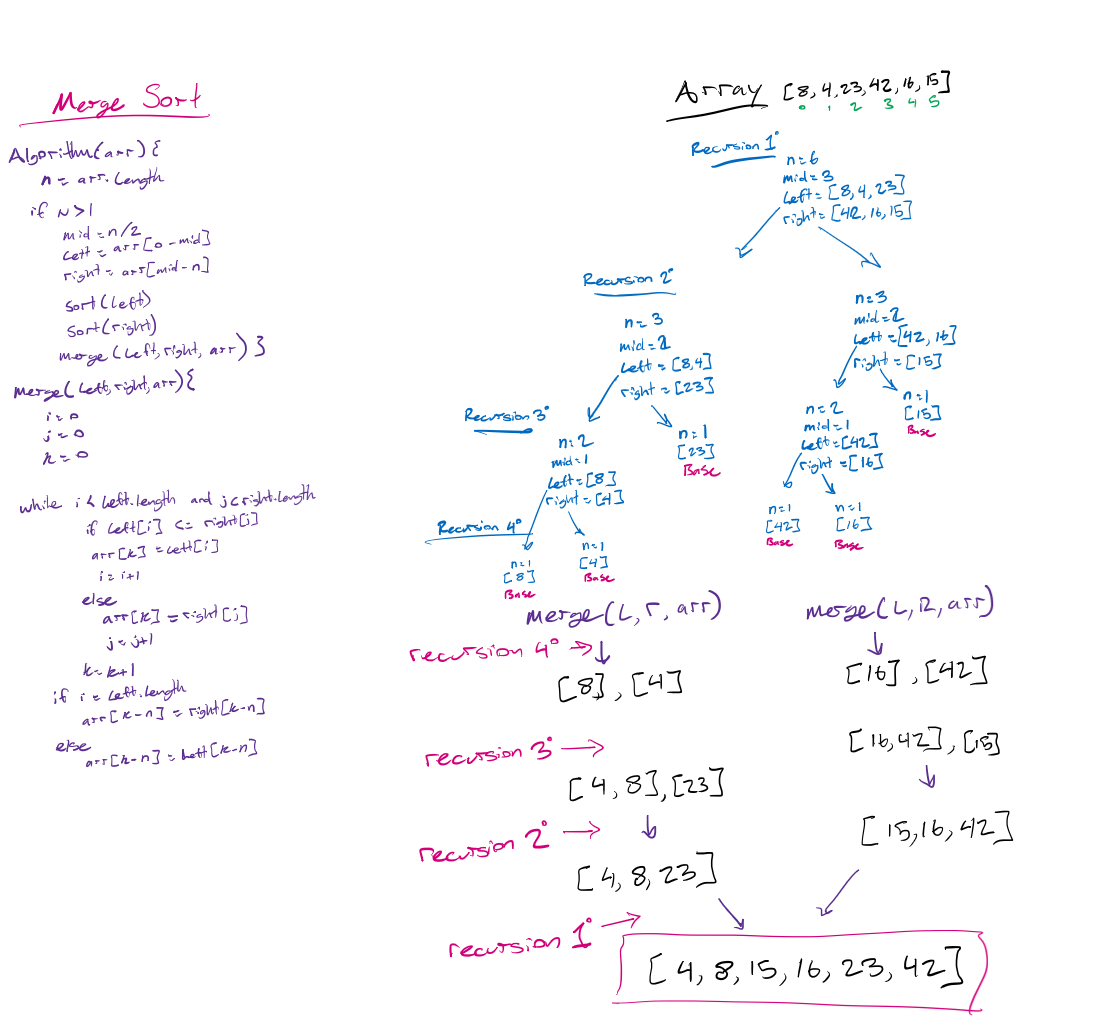 Merge Sort
Algorithm(arr) {
n = arr.length
if n > 1
mid = n/2
left = arr[0-mid]
right = arr[mid-n]
sort(left)
sort(right)
merge(left, right, arr) }
merge(left, right, arr) {
i = 0
j = 0
k = 0
while i < left.length and j < right.length
if left[i] <= right[j]
arr[k] = left[i]
i = i+1
else
arr[k] = right[j]
j = j+1
k = k+1
if i = left.length
arr[k-n] = right[k-n]
else
arr[k-n] = left[k-n]
Array [8, 4, 23, 42, 16, 15]
0 1 2 3 4 5
Recursion 1°
n=6
mid=3
left = [8, 4, 23]
right = [42, 16, 15]
Recursion 2°
n=3
mid=2
left = [8,4]
right = [23]
n=3
mid=2
left = [42, 16]
right = [15]
Recursion 3°
n=2
mid=1
left = [8]
right = [4]
n=1
[23]
Base
n=2
mid=1
left = [42]
right = [16]
n=1
[15]
Base
Recursion 4°
n=1
[8]
Base
n=1
[4]
Base
n=1
[42]
Base
n=1
[16]
Base
merge(L, r, arr)
merge(L, R, arr)
recursion 4°
[8], [4]
[16], [42]
recursion 3°
[4, 8], [23]
[16, 42], [15]
recursion 2°
[4, 8, 23]
[15, 16, 42]
recursion 1°
[4, 8, 15, 16, 23, 42]